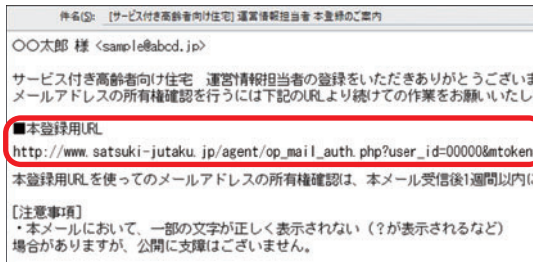 件名(S): [サービス付き高齢者向け住宅] 運営情報担当者 本登録のご案内
〇〇太郎 様 <sample@abcd.jp>
サービス付き高齢者向け住宅 運営情報担当者の登録をいただきありがとうござい
メールアドレスの所有権確認を行うには下記のURLより続けての作業をお願いいたし
■本登録用URL
http://www.satsuki-jutaku.jp/agent/op_mail_auth.php?user_id=00000&mtoken
本登録用URLを使ってのメールアドレスの所有権確認は、本メール受信後1週間以内に
[注意事項]
・本メールにおいて、一部の文字が正しく表示されない（？が表示されるなど）
場合がありますが、公開に支障はございません。